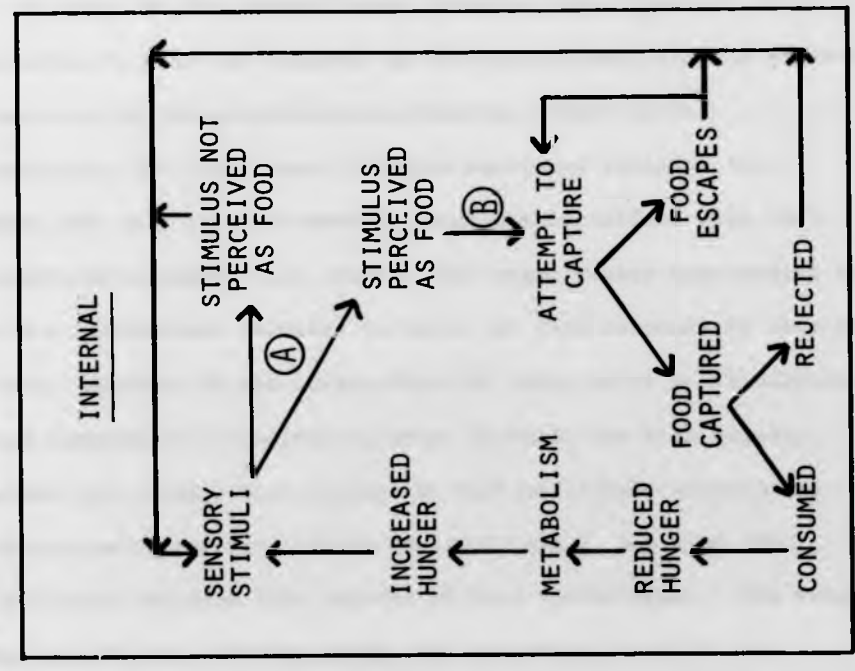 INTERNAL
SENSORY
STIMULI
STIMULUS NOT
PERCEIVED
AS FOOD
A
STIMULUS
PERCEIVED
AS FOOD
INCREASED
HUNGER
B
METABOLISM
ATTEMPT TO
CAPTURE
REDUCED
HUNGER
FOOD
CAPTURED
FOOD
ESCAPES
CONSUMED
REJECTED